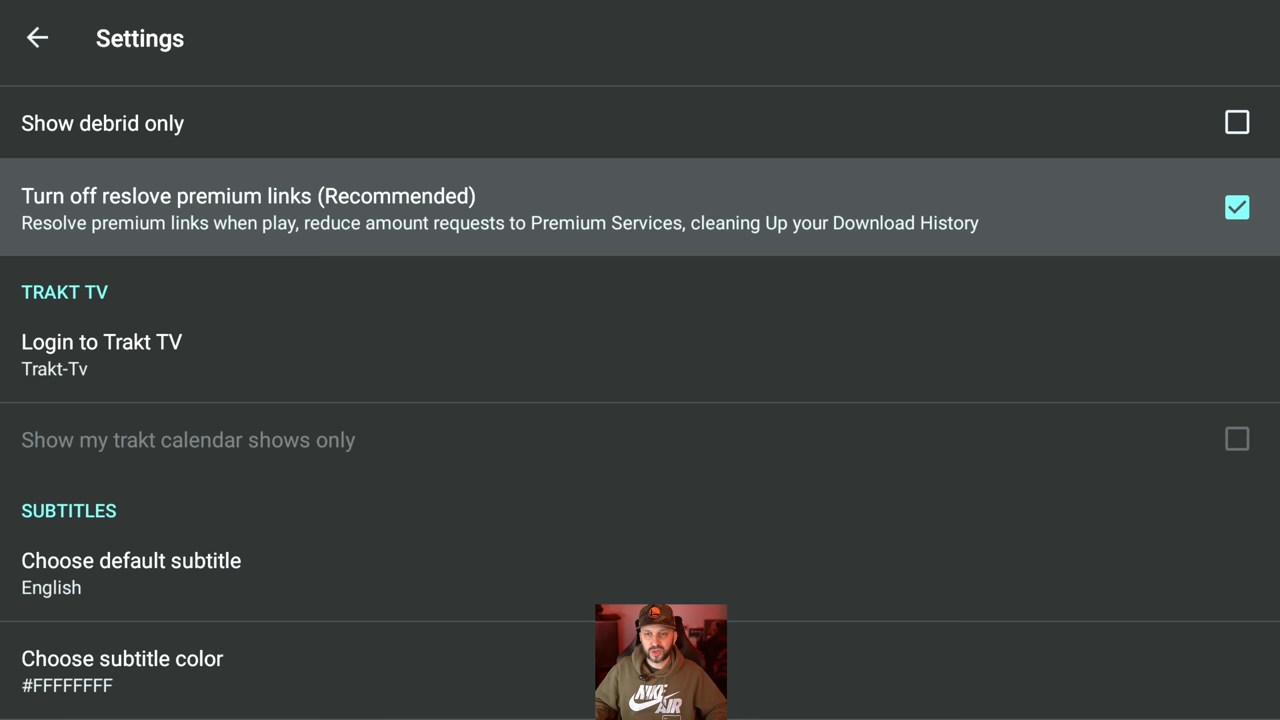 Settings
Show debrid only
Turn off reslove premium links (Recommended)
Resolve premium links when play, reduce amount requests to Premium Services, cleaning Up your Download History
TRAKT TV
Login to Trakt TV
Trakt-Tv
Show my trakt calendar shows only
SUBTITLES
Choose default subtitle
English
Choose subtitle color
#FFFFFFFF
NIKE
AIR